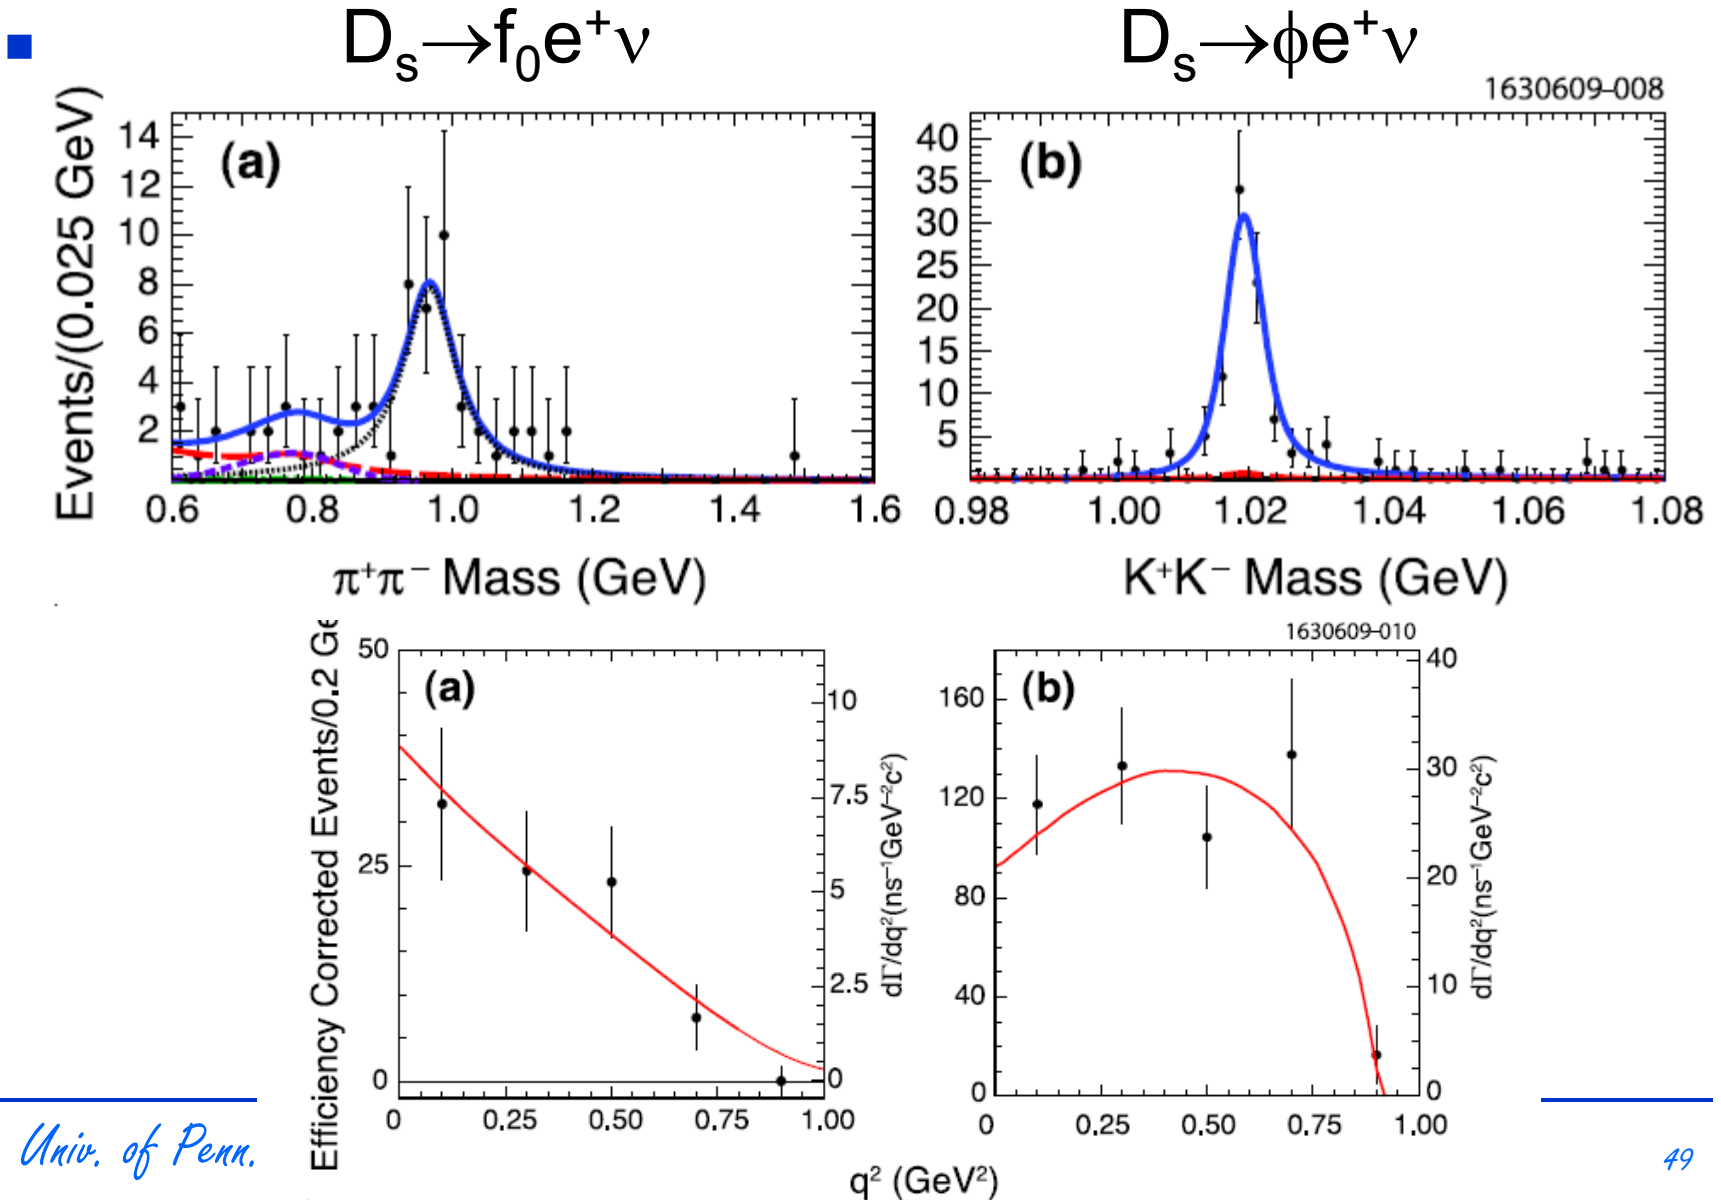 ■ Dₛ→f₀e⁺ν Dₛ→ϕe⁺ν
1630609-008
Events/(0.025 GeV)
(a)
14
12
10
8
6
4
2
0.6 0.8 1.0 1.2 1.4 1.6
π⁺π⁻ Mass (GeV)
(b)
40
35
30
25
20
15
10
5
0.98 1.00 1.02 1.04 1.06 1.08
K⁺K⁻ Mass (GeV)
Efficiency Corrected Events/0.2 Ge
(a)
50
25
0
10
7.5
5
2.5
0
dΓ/dq²(ns⁻¹GeV⁻²c²)
0 0.25 0.50 0.75 1.00
1630609-010
(b)
160
120
80
40
0
40
30
20
10
0
dΓ/dq²(ns⁻¹GeV⁻²c²)
0 0.25 0.50 0.75 1.00
q² (GeV²)
Univ. of Penn.
49